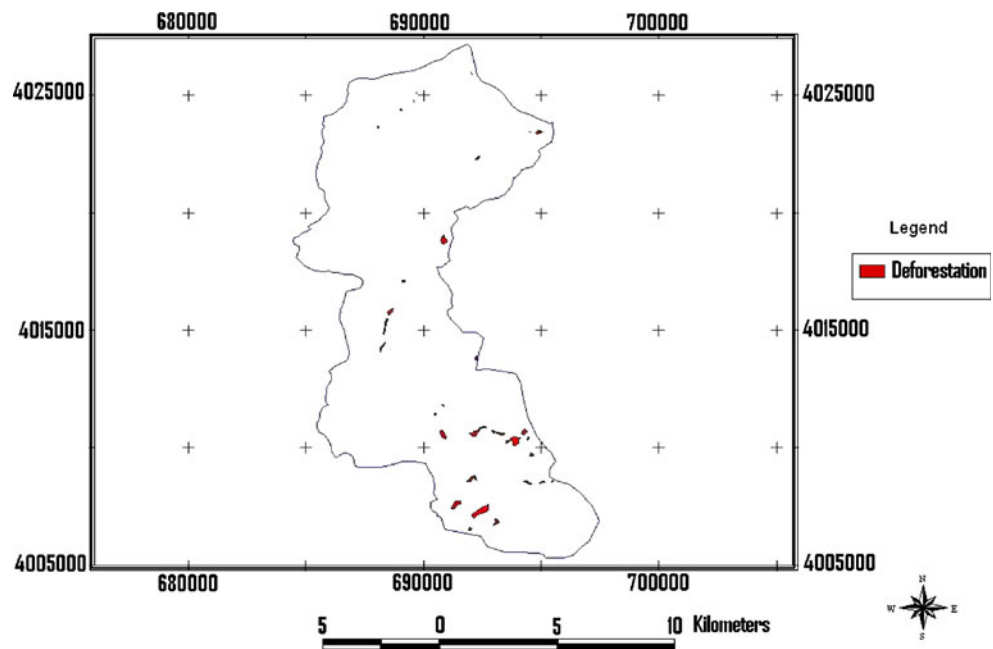 680000 690000 700000
4025000 4025000
Legend
Deforestation
4015000 4015000
4005000 4005000
680000 690000 700000
N
W E
S
5 0 5 10 Kilometers